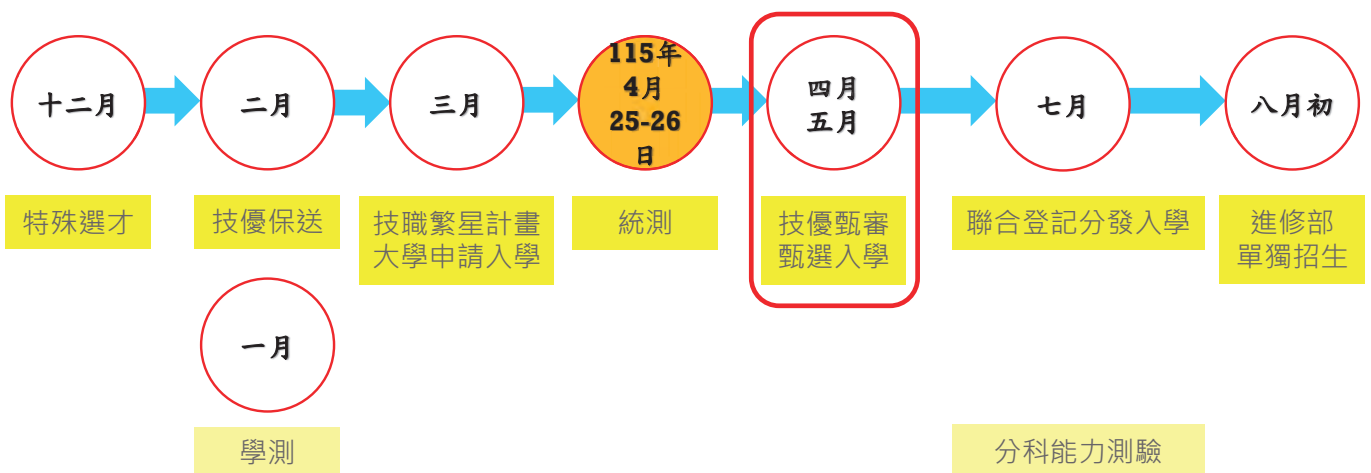 十二月
二月
三月
115年
4月
25-26
日
四月
五月
七月
八月初
特殊選才
技優保送
技職繁星計畫
大學申請入學
統測
技優甄審
甄選入學
聯合登記分發入學
進修部
單獨招生
一月
學測
分科能力測驗